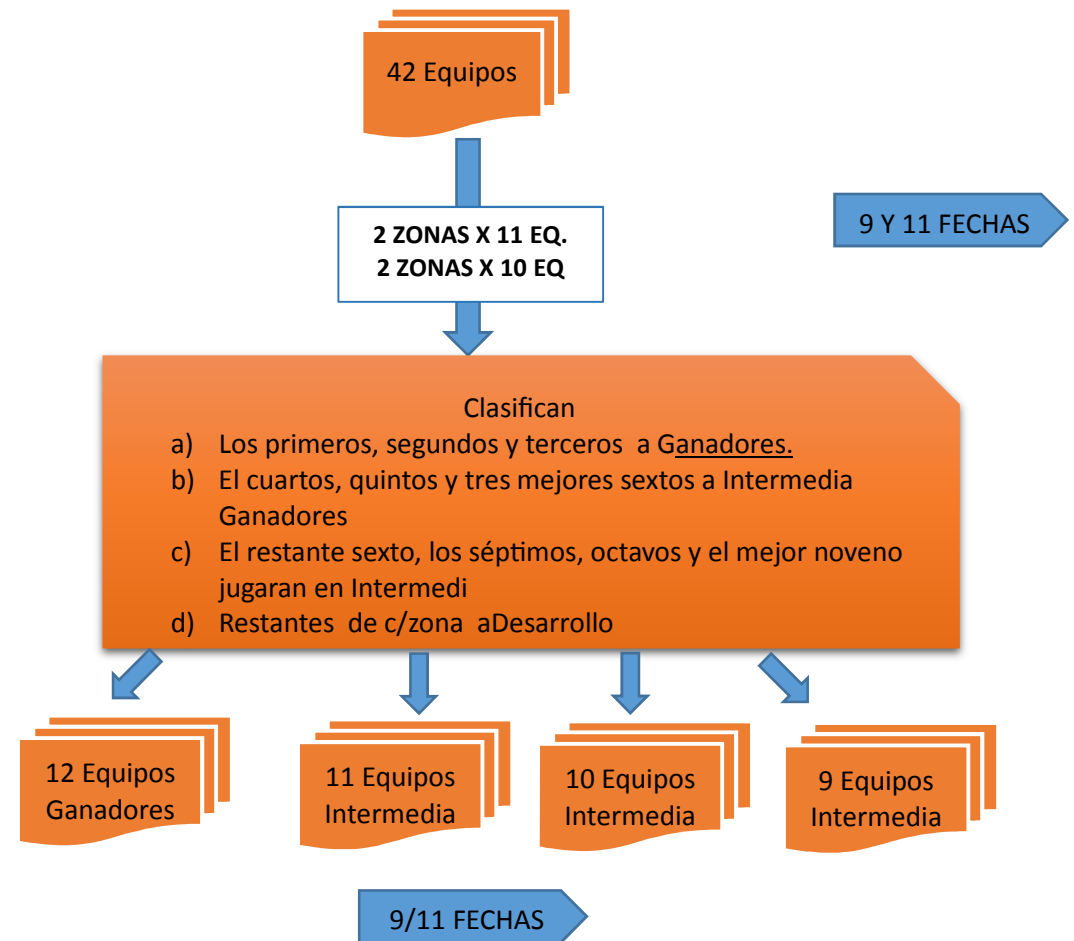 42 Equipos
2 ZONAS X 11 EQ.
2 ZONAS X 10 EQ
9 Y 11 FECHAS
Clasifican
a) Los primeros, segundos y terceros a Ganadores.
b) El cuartos, quintos y tres mejores sextos a Intermedia
Ganadores
c) El restante sexto, los séptimos, octavos y el mejor noveno
jugaran en Intermedi
d) Restantes de c/zona aDesarrollo
12 Equipos
Ganadores
11 Equipos
Intermedia
10 Equipos
Intermedia
9 Equipos
Intermedia
9/11 FECHAS